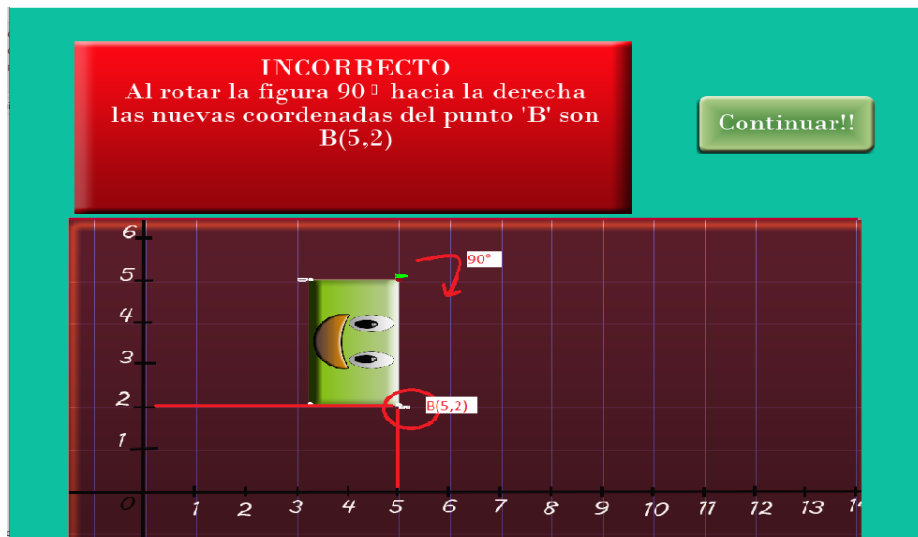 INCORRECTO
Al rotar la figura 90 hacia la derecha
las nuevas coordenadas del punto 'B' son
B(5,2)
Continuar!!
6
90°
5
4
3
2
B(5,2)
1
0 1 2 3 4 5 6 7 8 9 10 11 12 13